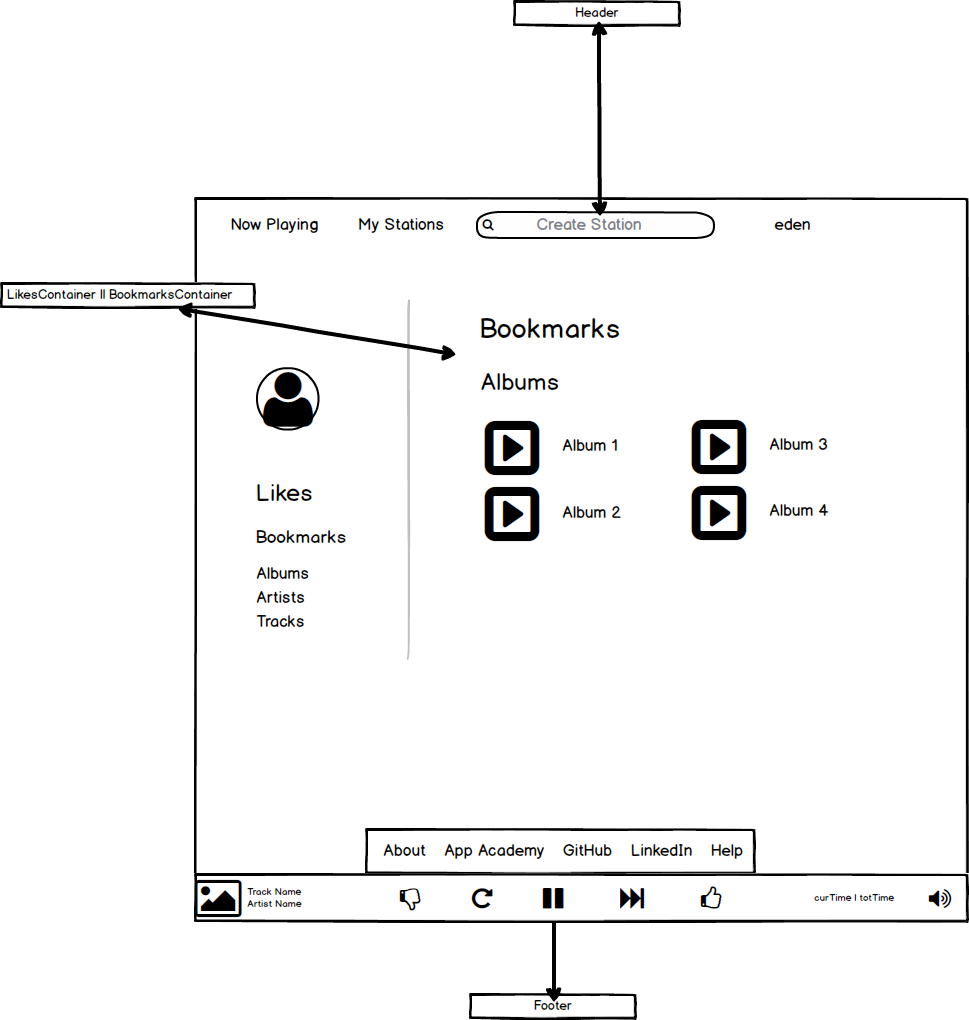 Header
Now Playing My Stations Create Station eden
LikesContainer || BookmarksContainer
Bookmarks
Albums
Album 1 Album 3
Album 2 Album 4
Likes
Bookmarks
Albums
Artists
Tracks
About App Academy GitHub LinkedIn Help
Track Name
Artist Name
curTime | totTime
Footer